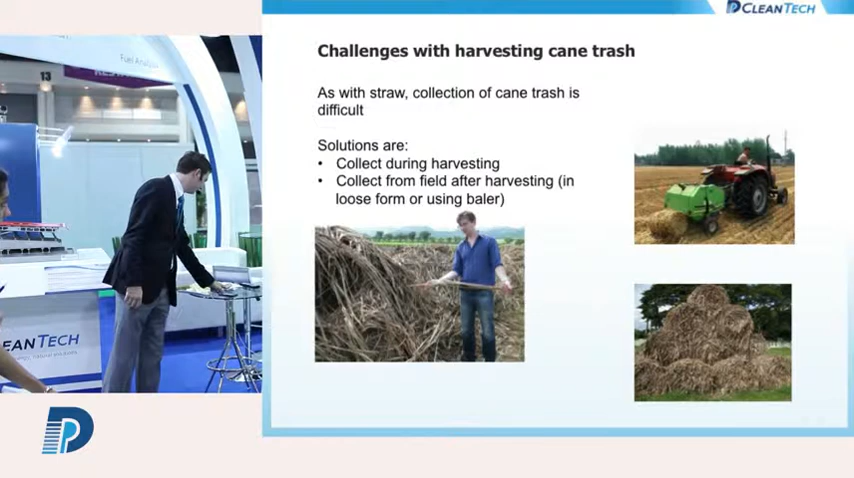 DP CLEANTECH
Challenges with harvesting cane trash
As with straw, collection of cane trash is
difficult
Solutions are:
• Collect during harvesting
• Collect from field after harvesting (in
loose form or using baler)
Fuel Analysis
13
EANTECH